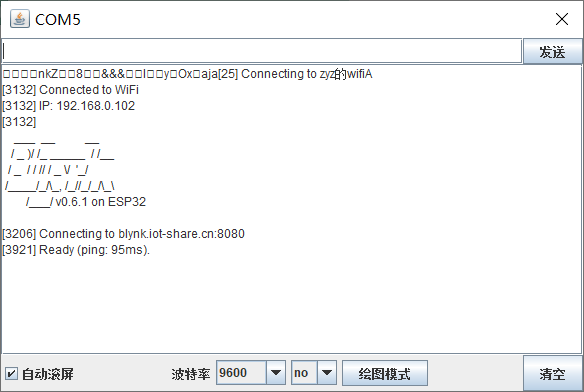 COM5
发送
nkZ 8 &&& I y Ox aja[25] Connecting to zyz的wifiA
[3132] Connected to WiFi
[3132] IP: 192.168.0.102
[3132]
v0.6.1 on ESP32
[3206] Connecting to blynk.iot-share.cn:8080
[3921] Ready (ping: 95ms).
自动滚屏
波特率
9600
no
绘图模式
清空